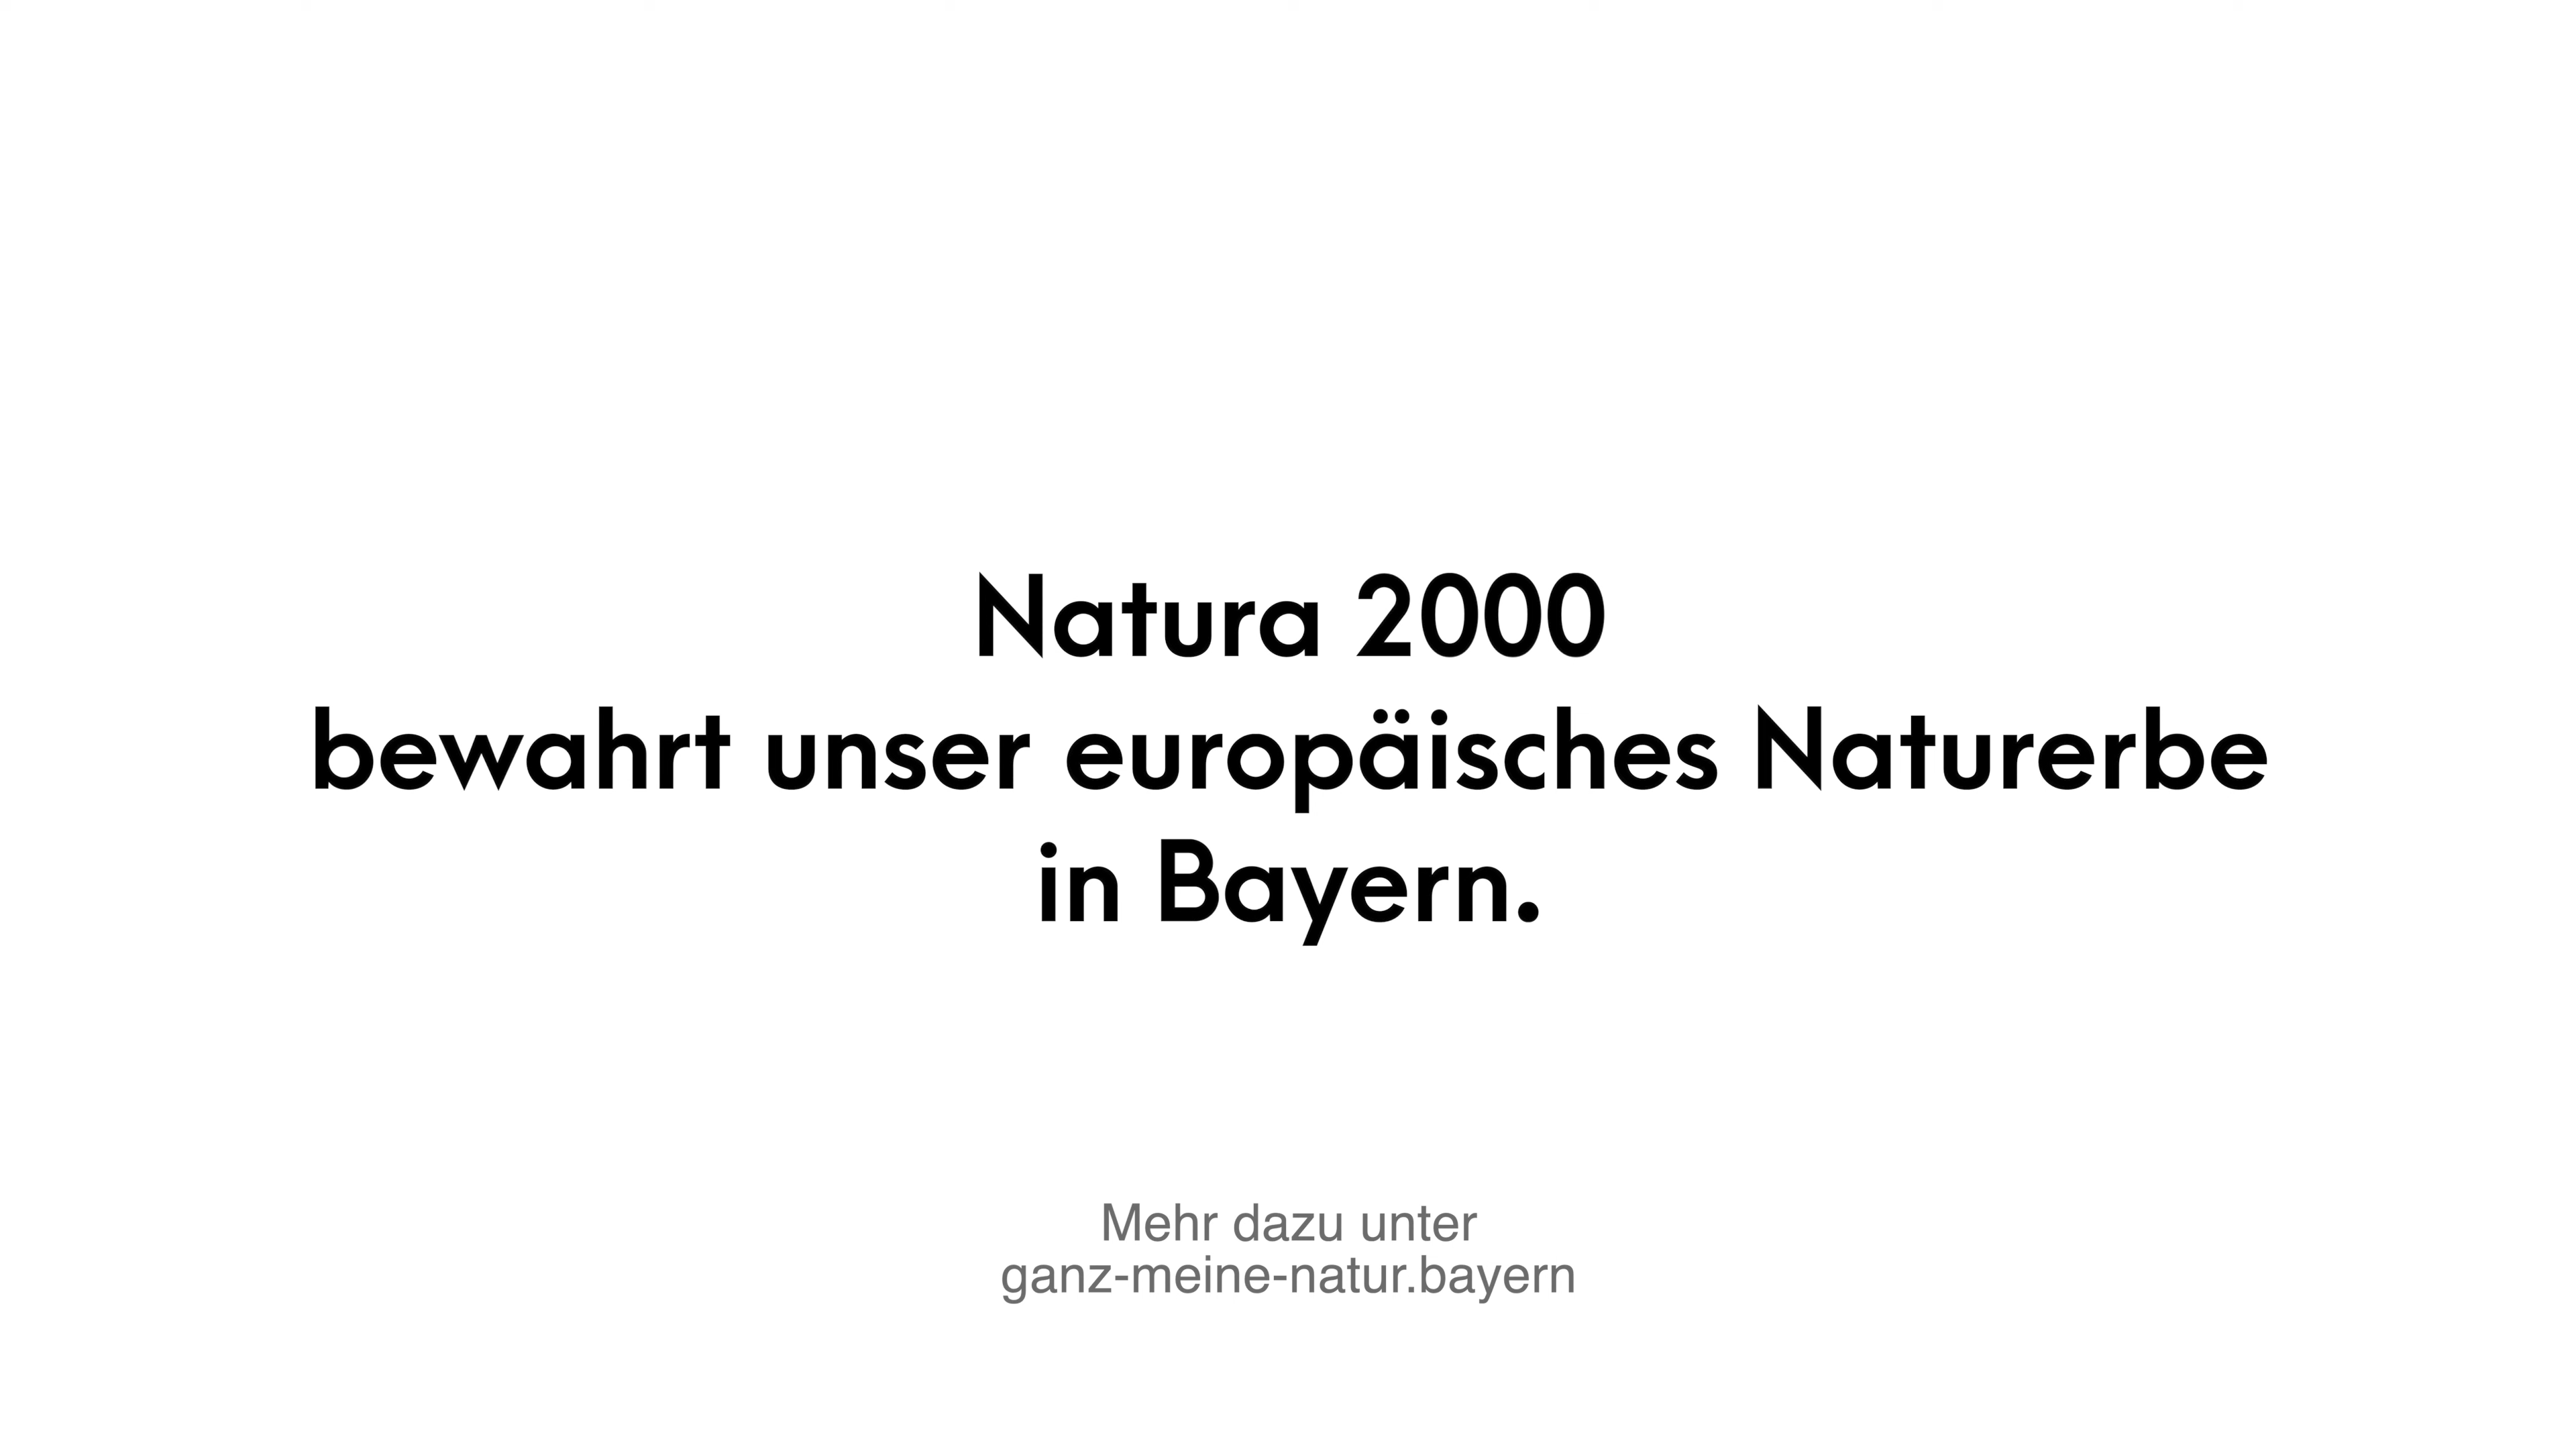 Natura 2000
bewahrt unser europäisches Naturerbe
in Bayern.
Mehr dazu unter
ganz-meine-natur.bayern